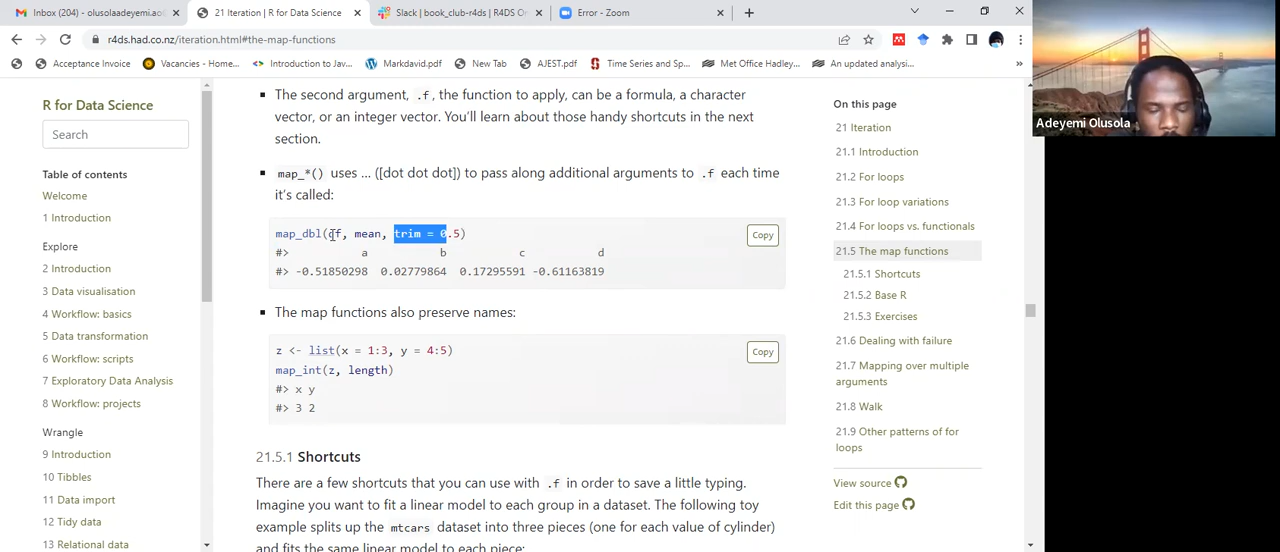 Inbox (204) - olusolaadeyemi.ao@
21 Iteration | R for Data Science
Slack | book_club-r4ds | R4DS On
Error - Zoom
r4ds.had.co.nz/iteration.html#the-map-functions
Acceptance Invoice
Vacancies - Home...
Introduction to Jav...
Markdavid.pdf
New Tab
AJEST.pdf
Time Series and Sp...
Met Office Hadley...
An updated analysi...
R for Data Science
Search
Table of contents
Welcome
1 Introduction
Explore
2 Introduction
3 Data visualisation
4 Workflow: basics
5 Data transformation
6 Workflow: scripts
7 Exploratory Data Analysis
8 Workflow: projects
Wrangle
9 Introduction
10 Tibbles
11 Data import
12 Tidy data
13 Relational data
The second argument, .f, the function to apply, can be a formula, a character
vector, or an integer vector. You'll learn about those handy shortcuts in the next
section.
map_*() uses … ([dot dot dot]) to pass along additional arguments to .f each time
it's called:
map_dbl(df, mean, trim = 0.5)
Copy
#> a b c d
#> -0.51850298 0.02779864 0.17295591 -0.61163819
The map functions also preserve names:
z <- list(x = 1:3, y = 4:5)
Copy
map_int(z, length)
#> x y
#> 3 2
21.5.1 Shortcuts
There are a few shortcuts that you can use with .f in order to save a little typing.
Imagine you want to fit a linear model to each group in a dataset. The following toy
example splits up the mtcars dataset into three pieces (one for each value of cylinder)
and fits the same linear model to each piece:
On this page
21 Iteration
21.1 Introduction
21.2 For loops
21.3 For loop variations
21.4 For loops vs. functionals
21.5 The map functions
21.5.1 Shortcuts
21.5.2 Base R
21.5.3 Exercises
21.6 Dealing with failure
21.7 Mapping over multiple
arguments
21.8 Walk
21.9 Other patterns of for
loops
View source
Edit this page
Adeyemi Olusola